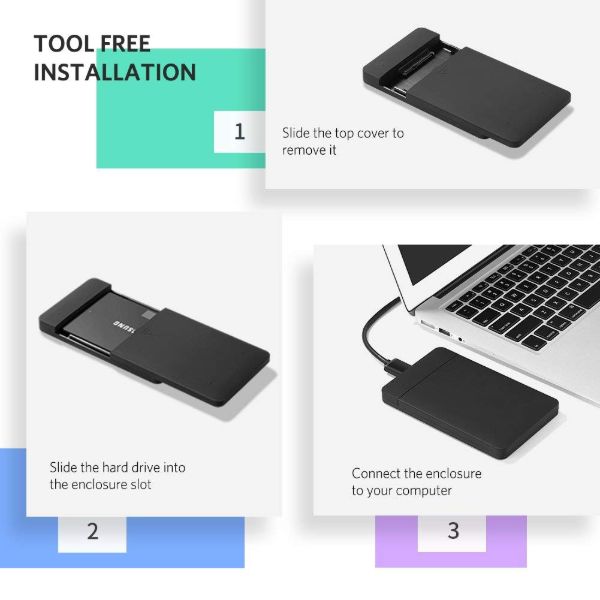 TOOL FREE
INSTALLATION
1
Slide the top cover to
remove it
SAMSUNG
Slide the hard drive into
the enclosure slot
2
Connect the enclosure
to your computer
3